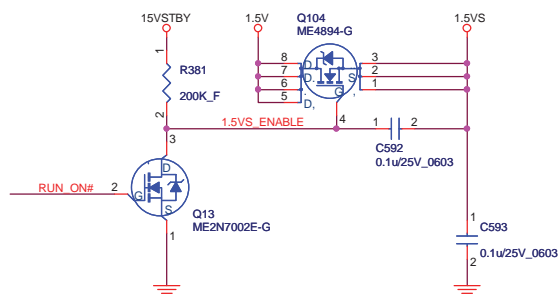 15VSTBY
1.5V
Q104
ME4894-G
1.5VS
1
R381
200K_F
2
8
7
6
5
D
D
D
D
S
G
3
2
1
4
1.5VS_ENABLE
1
2
C592
0.1u/25V_0603
3
D
RUN_ON#
2
G
S
Q13
ME2N7002E-G
1
1
C593
0.1u/25V_0603
2